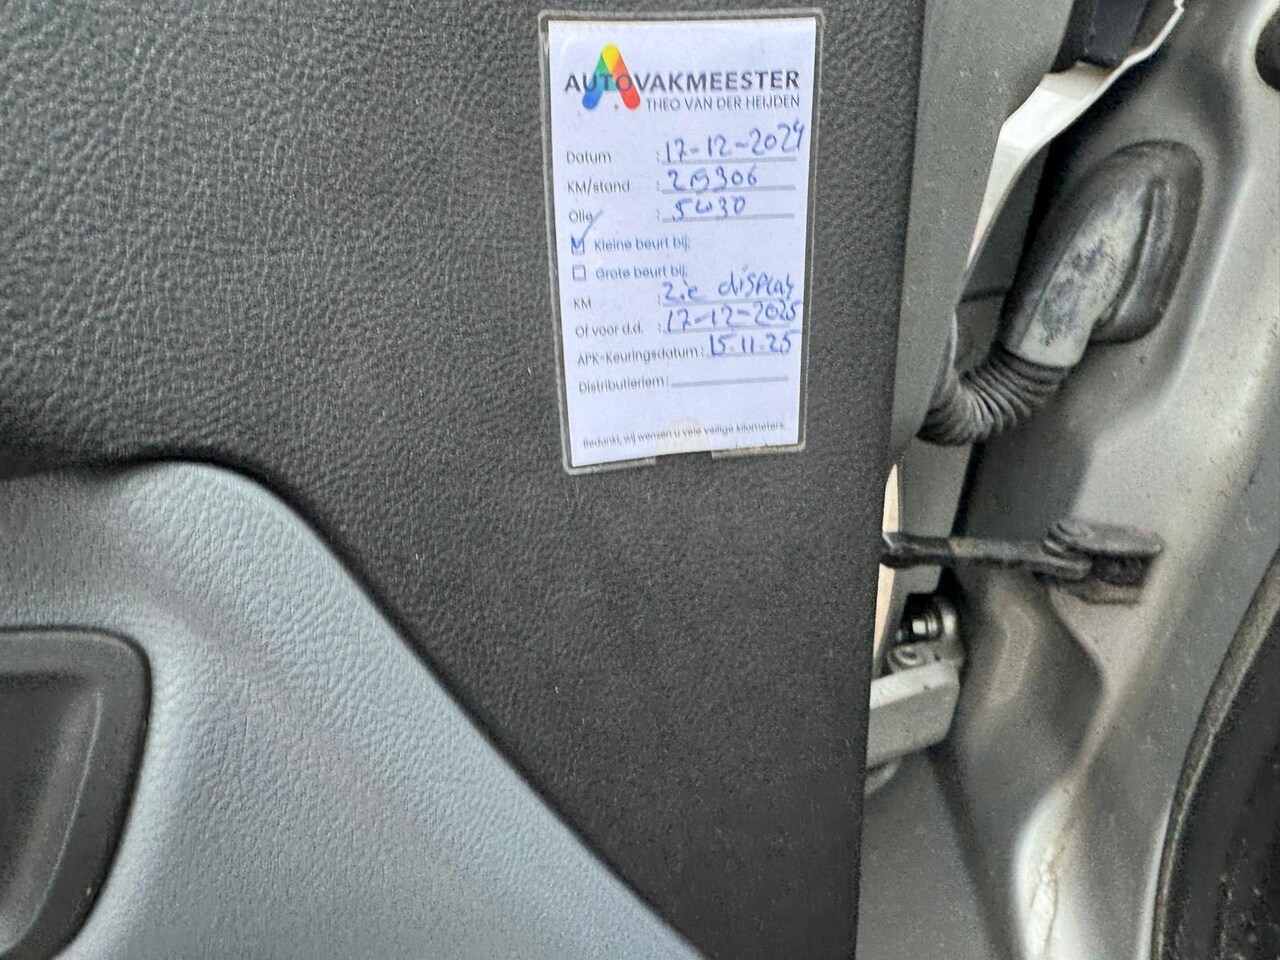 AUTOVAKMEESTER
THEO VAN DER HEIJDEN
Datum : 17-12-2024
KM/stand :
Olie : 5W30
Kleine beurt bij:
Grote beurt bij:
KM : Zie display
Of voor d.d. : 17-12-2025
APK-Keuringsdatum : 15.11.25
Distributieriem :
Bedankt, wij wensen u vele veilige kilometers.